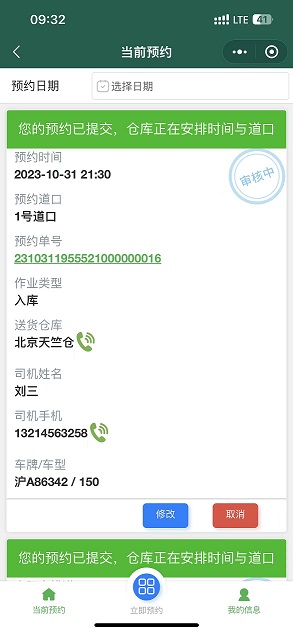 09:32
LTE 41
当前预约
预约日期
选择日期
您的预约已提交，仓库正在安排时间与道口
预约时间
2023-10-31 21:30
审核中
预约道口
1号道口
预约单号
2310311955521000000016
作业类型
入库
送货仓库
北京天竺仓
司机姓名
刘三
司机手机
13214563258
车牌/车型
沪A86342 / 150
修改
取消
您的预约已提交，仓库正在安排时间与道口
当前预约
立即预约
我的信息